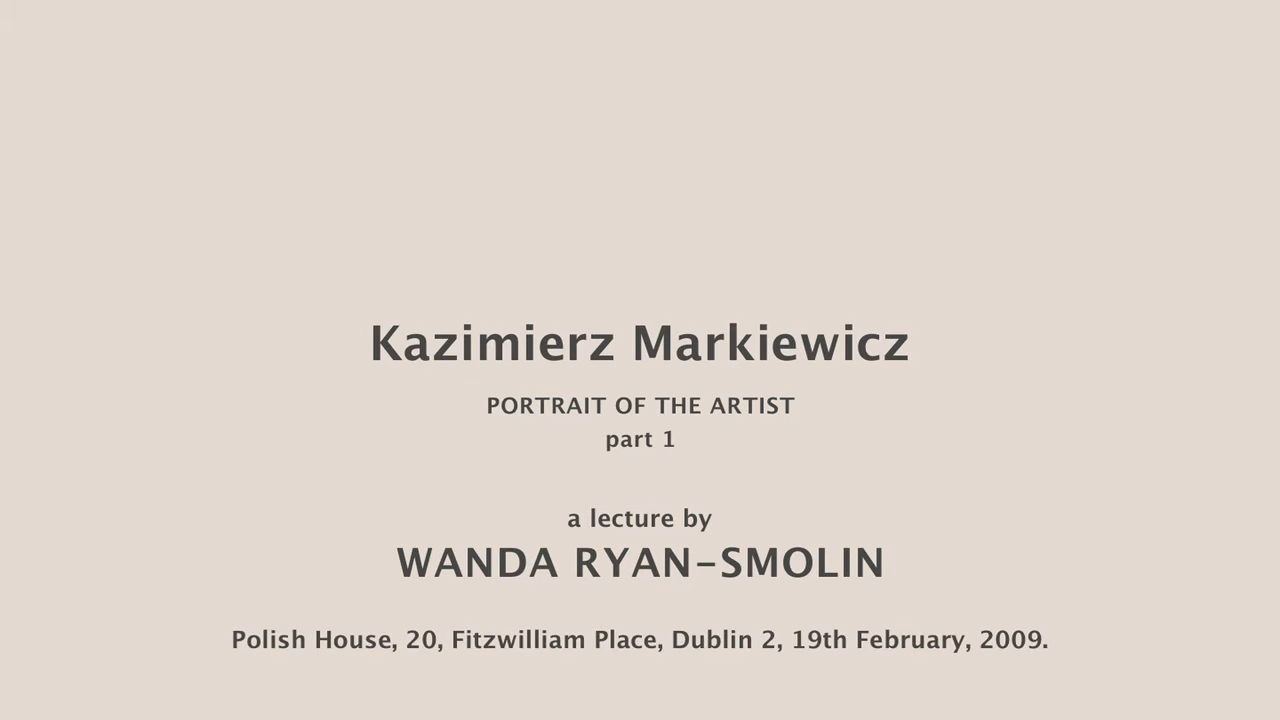 Kazimierz Markiewicz
PORTRAIT OF THE ARTIST
part 1
a lecture by
WANDA RYAN-SMOLIN
Polish House, 20, Fitzwilliam Place, Dublin 2, 19th February, 2009.